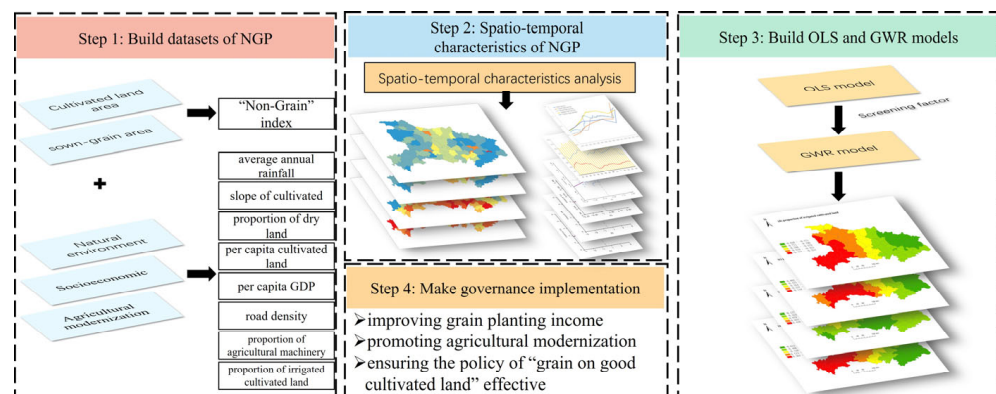 Step 1: Build datasets of NGP
Cultivated land
area
sown-grain area
+
Natural
environment
Socioeconomic
Agricultural
modernization
“Non-Grain”
index
average annual
rainfall
slope of cultivated
proportion of dry
land
per capita cultivated
land
per capita GDP
road density
proportion of
agricultural machinery
proportion of irrigated
cultivated land
Step 2: Spatio-temporal
characteristics of NGP
Spatio-temporal characteristics analysis
Step 4: Make governance implementation
➢improving grain planting income
➢promoting agricultural modernization
➢ensuring the policy of “grain on good
cultivated land” effective
Step 3: Build OLS and GWR models
OLS model
Screening factor
GWR model